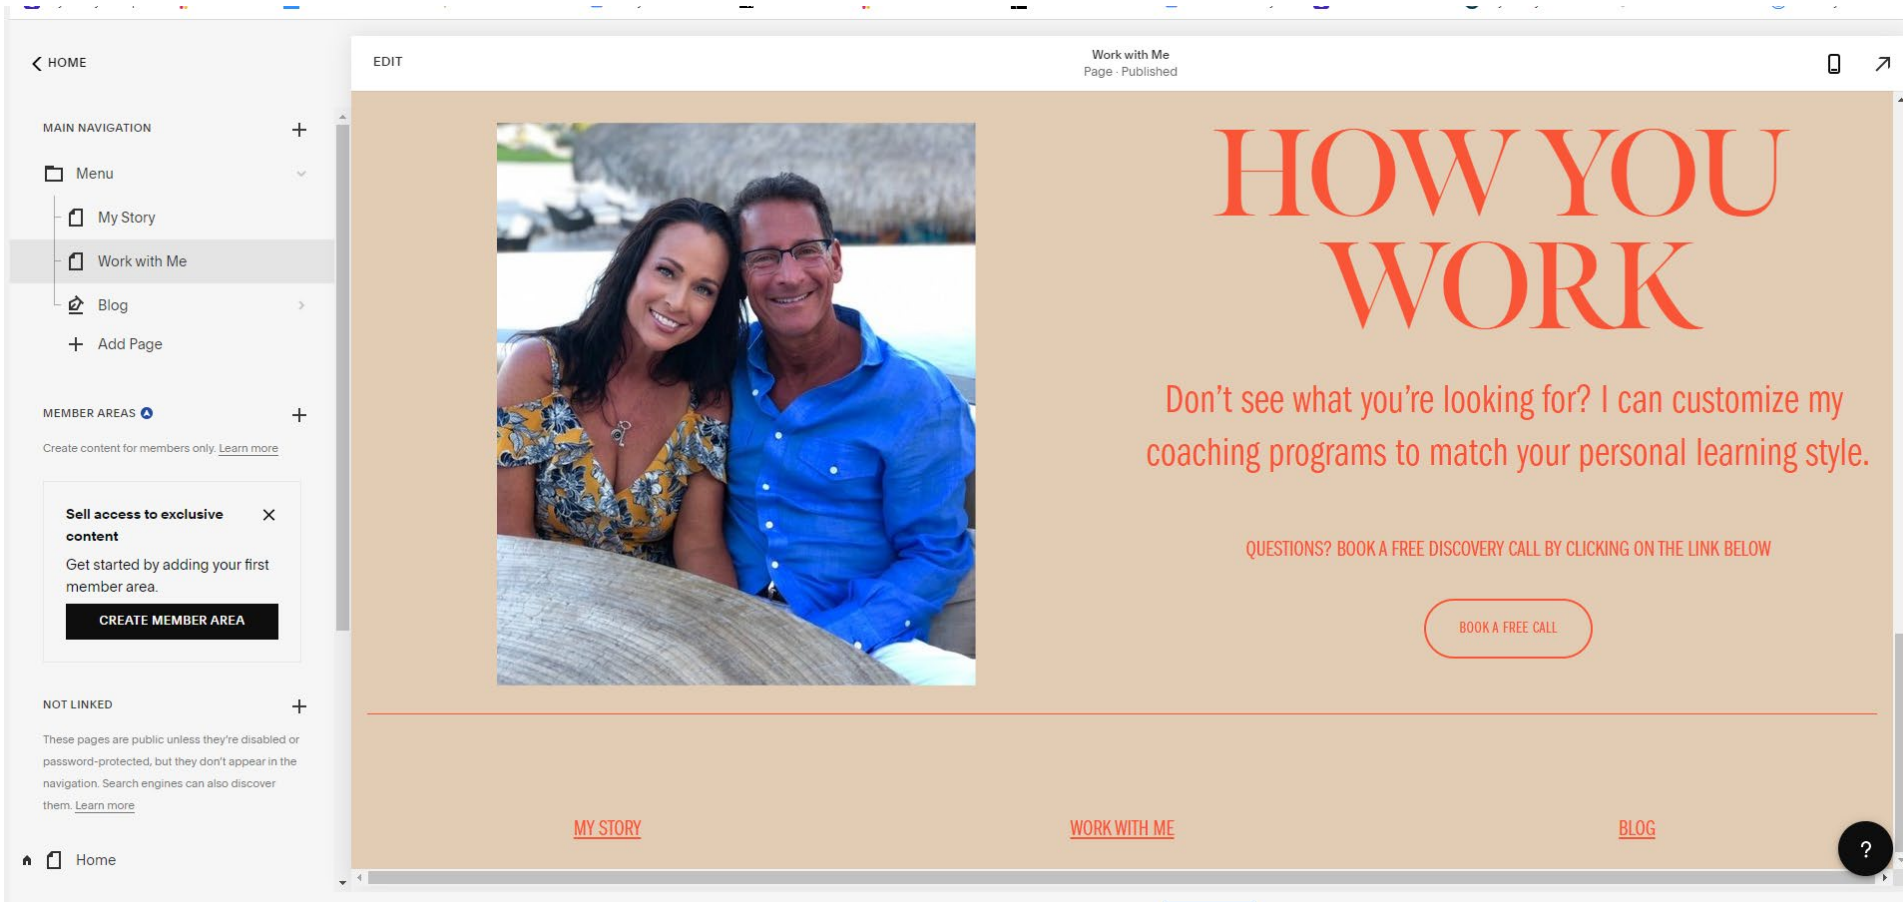 HOME
EDIT
Work with Me
Page · Published
MAIN NAVIGATION
Menu
My Story
Work with Me
Blog
Add Page
MEMBER AREAS
Create content for members only. Learn more
Sell access to exclusive
content
Get started by adding your first
member area.
CREATE MEMBER AREA
NOT LINKED
These pages are public unless they're disabled or
password-protected, but they don't appear in the
navigation. Search engines can also discover
them. Learn more
Home
HOW YOU
WORK
Don't see what you're looking for? I can customize my
coaching programs to match your personal learning style.
QUESTIONS? BOOK A FREE DISCOVERY CALL BY CLICKING ON THE LINK BELOW
BOOK A FREE CALL
MY STORY
WORK WITH ME
BLOG
?